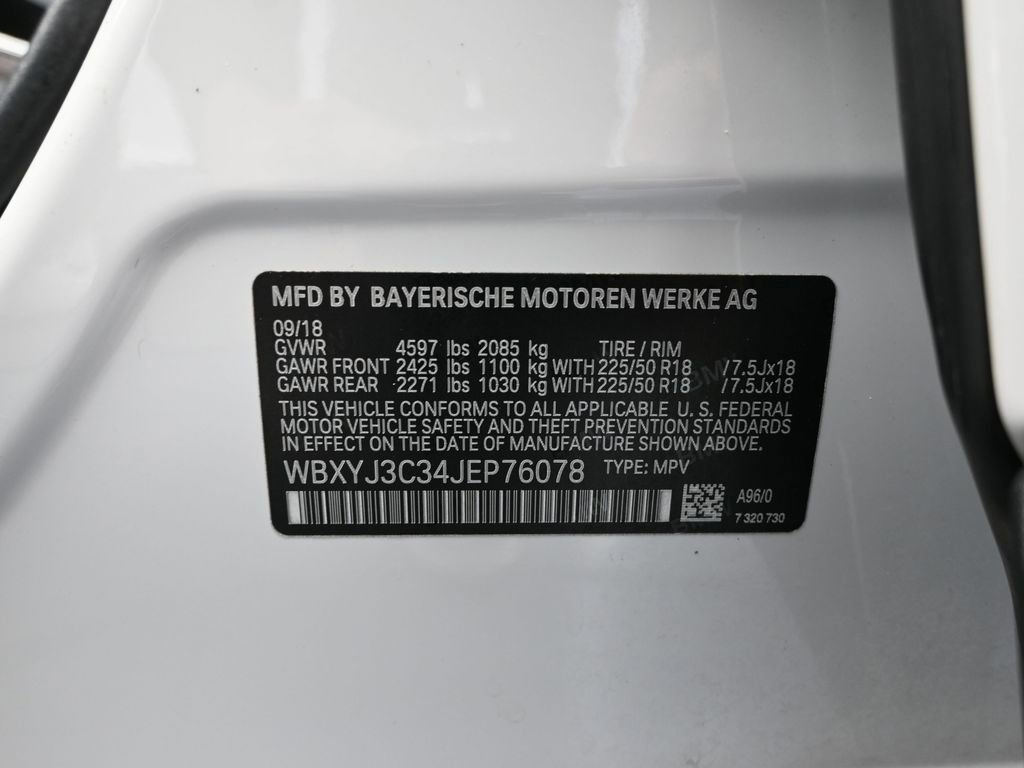 MFD BY BAYERISCHE MOTOREN WERKE AG
09/18
GVWR 4597 lbs 2085 kg TIRE / RIM
GAWR FRONT 2425 lbs 1100 kg WITH 225/50 R18 /7.5Jx18
GAWR REAR 2271 lbs 1030 kg WITH 225/50 R18 /7.5Jx18
THIS VEHICLE CONFORMS TO ALL APPLICABLE U. S. FEDERAL
MOTOR VEHICLE SAFETY AND THEFT PREVENTION STANDARDS
IN EFFECT ON THE DATE OF MANUFACTURE SHOWN ABOVE.
WBXYJ3C34JEP76078 TYPE: MPV
A96/0
7 320 730